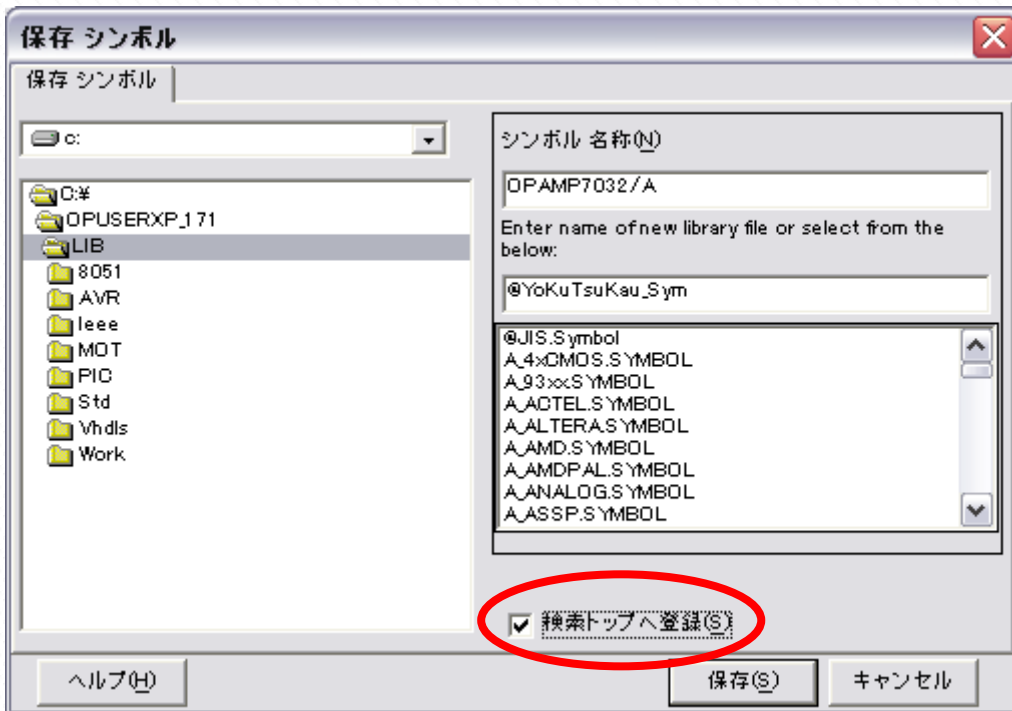 保存 シンボル
保存 シンボル
c:
C:¥
OPUSERXP_171
LIB
8051
AVR
Ieee
MOT
PIC
Std
Vhdls
Work
シンボル 名称(N)
OPAMP7032/A
Enter name of new library file or select from the
below:
@YoKuTsuKau_Sym
@JIS.Symbol
A_4xCMOS.SYMBOL
A_93xx.SYMBOL
A_ACTEL.SYMBOL
A_ALTERA.SYMBOL
A_AMD.SYMBOL
A_AMDPAL.SYMBOL
A_ANALOG.SYMBOL
A_ASSP.SYMBOL
検索トップへ登録(S)
ヘルプ(H)
保存(S)
キャンセル